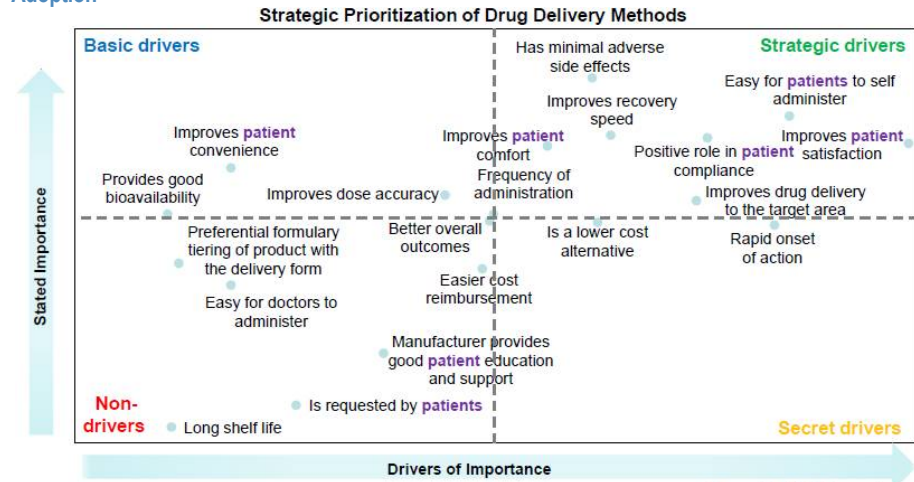 Adoption
Strategic Prioritization of Drug Delivery Methods
Basic drivers
Strategic drivers
Has minimal adverse
side effects
Easy for patients to self
administer
Improves recovery
speed
Improves patient
convenience
Improves patient
comfort
Positive role in patient
compliance
Improves patient
satisfaction
Provides good
bioavailability
Improves dose accuracy
Frequency of
administration
Improves drug delivery
to the target area
Preferential formulary
tiering of product with
the delivery form
Better overall
outcomes
Is a lower cost
alternative
Rapid onset
of action
Easy for doctors to
administer
Easier cost
reimbursement
Manufacturer provides
good patient education
and support
Is requested by patients
Long shelf life
Non-
drivers
Secret drivers
Stated Importance
Drivers of Importance